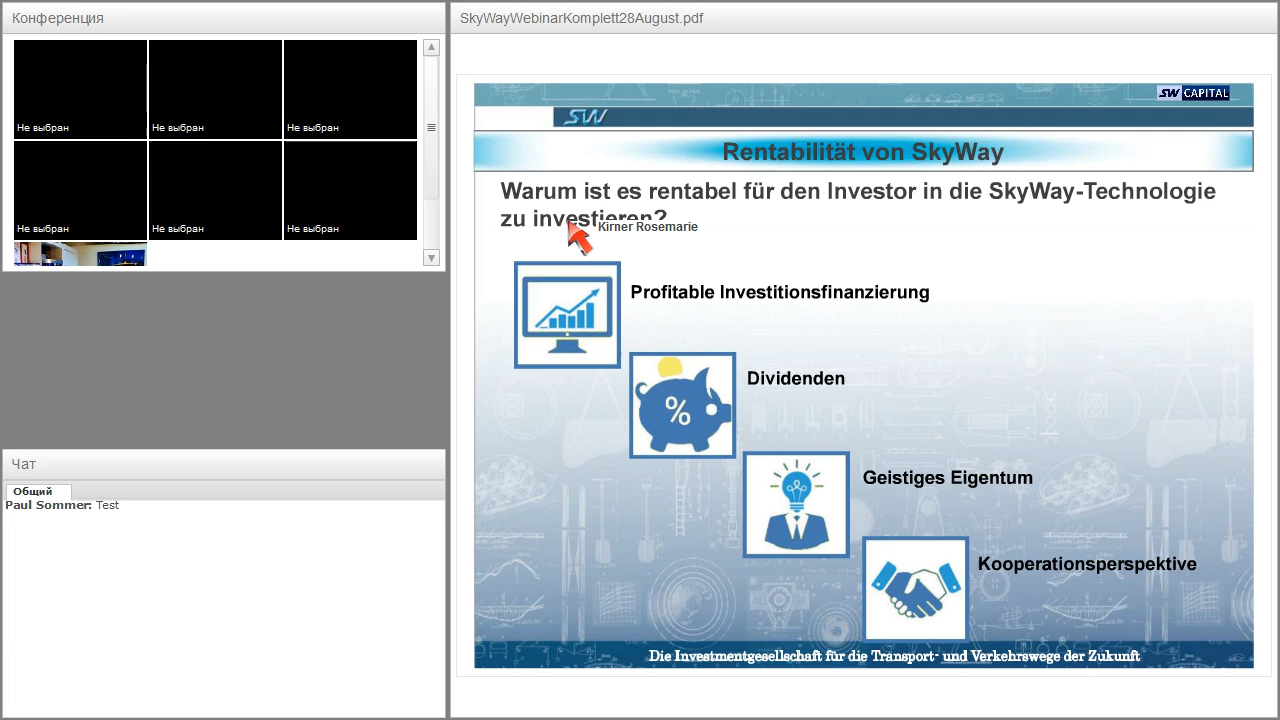 Конференция
Не выбран
Не выбран
Не выбран
Не выбран
Не выбран
Не выбран
Чат
Общий
Paul Sommer: Test
SkyWayWebinarKomplett28August.pdf
SW CAPITAL
SW
Rentabilität von SkyWay
Warum ist es rentabel für den Investor in die SkyWay-Technologie
zu investieren?
Kirner Rosemarie
Profitable Investitionsfinanzierung
Dividenden
%
Geistiges Eigentum
Kooperationsperspektive
Die Investmentgesellschaft für die Transport- und Verkehrswege der Zukunft